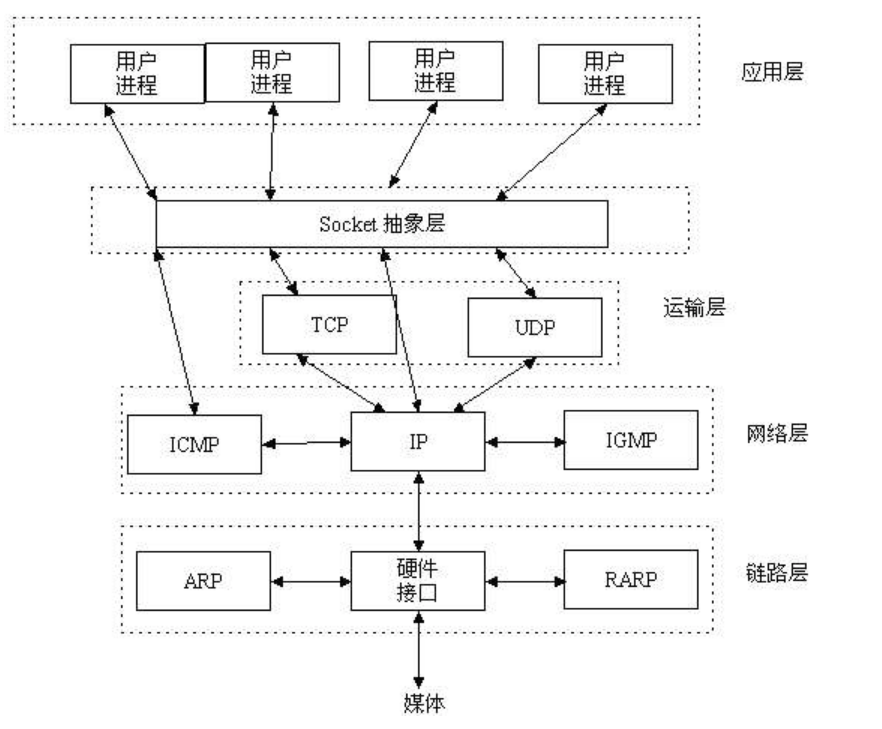 用户
进程
用户
进程
用户
进程
用户
进程
应用层
Socket 抽象层
TCP
UDP
运输层
ICMP
IP
IGMP
网络层
ARP
硬件
接口
RARP
链路层
媒体